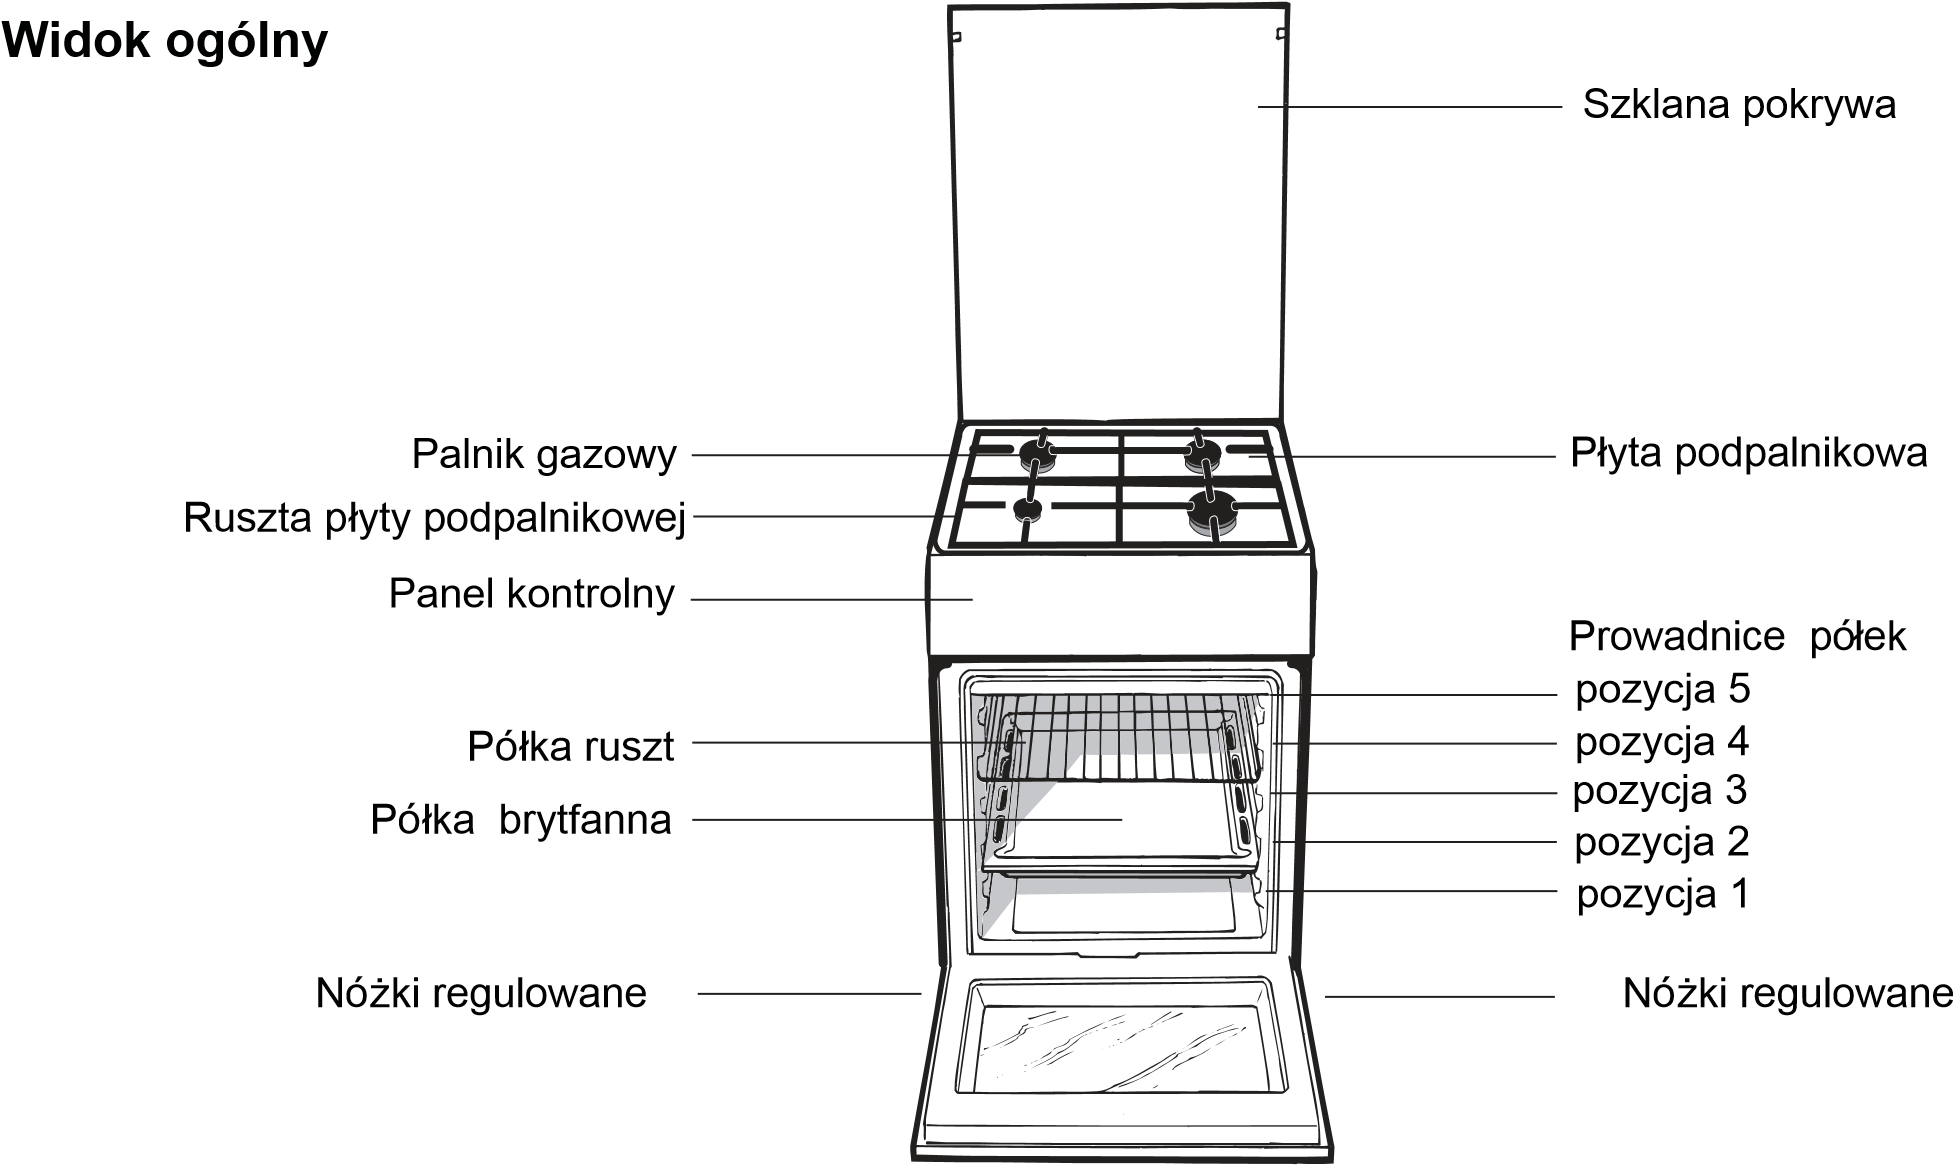 Widok ogólny
Szklana pokrywa
Palnik gazowy
Płyta podpalnikowa
Ruszta płyty podpalnikowej
Panel kontrolny
Prowadnice półek
pozycja 5
Półka ruszt
pozycja 4
pozycja 3
Półka brytfanna
pozycja 2
pozycja 1
Nóżki regulowane
Nóżki regulowane